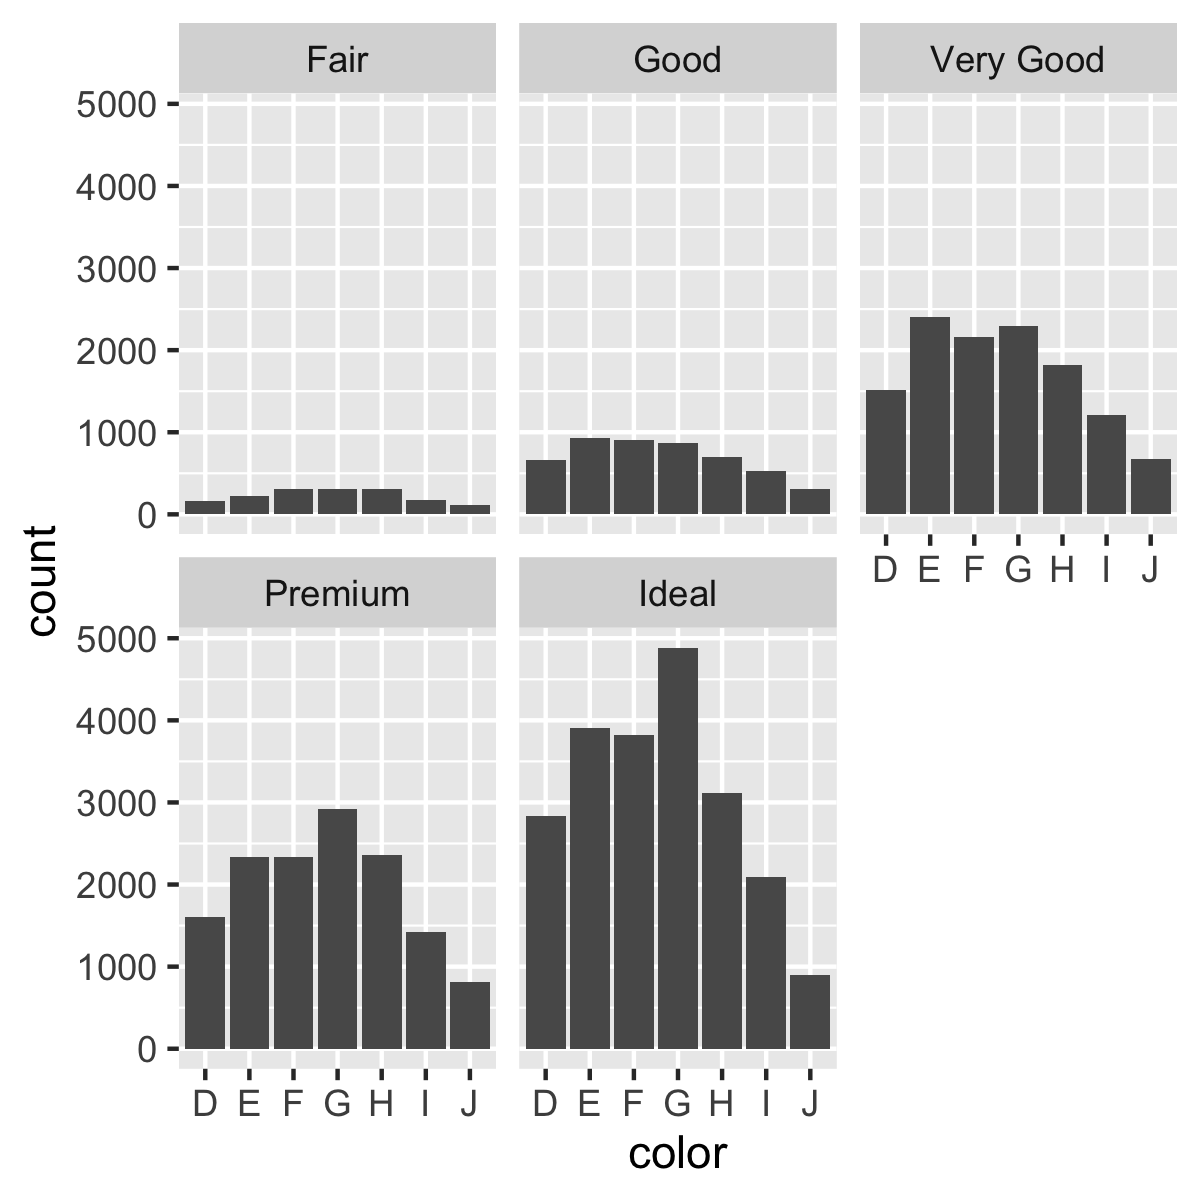 Fair
Good
Very Good
5000
4000
3000
2000
1000
0
D E F G H I J
Premium
Ideal
5000
4000
3000
2000
1000
0
D E F G H I J
D E F G H I J
count
color